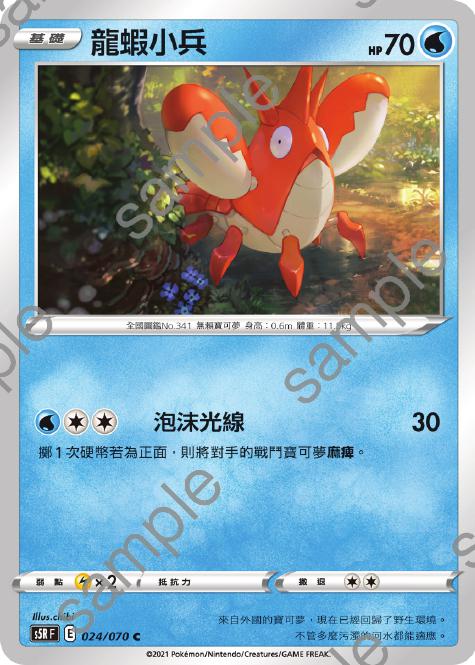 基礎 龍蝦小兵 HP70
全國圖鑑No.341 無賴寶可夢 身高：0.6m 體重：11.5kg
泡沫光線 30
擲1次硬幣若為正面，則將對手的戰鬥寶可夢麻痺。
弱點 ×2 抵抗力 撤退
Illus.chibi
s5R F E 024/070 C
來自外國的寶可夢，現在已經回歸了野生環境。
不管多麼污濁的河水都能適應。
©2021 Pokémon/Nintendo/Creatures/GAME FREAK.
sample
sample
sample
sample
sample
sample
sample